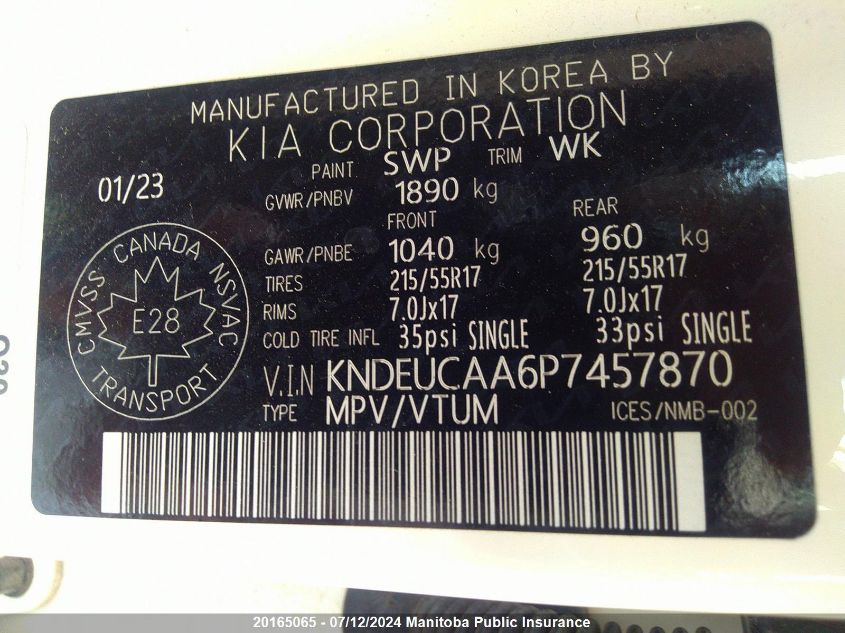 MANUFACTURED IN KOREA BY
KIA CORPORATION
PAINT SWP TRIM WK
01/23
GVWR/PNBV 1890 kg
FRONT REAR
GAWR/PNBE 1040 kg 960 kg
TIRES 215/55R17 215/55R17
RIMS 7.0Jx17 7.0Jx17
COLD TIRE INFL 35psi SINGLE 33psi SINGLE
CMVSS CANADA NSVAC
E28
TRANSPORT
V.I.N KNDEUCAA6P7457870
TYPE MPV/VTUM ICES/NMB-002
20165065 - 07/12/2024 Manitoba Public Insurance